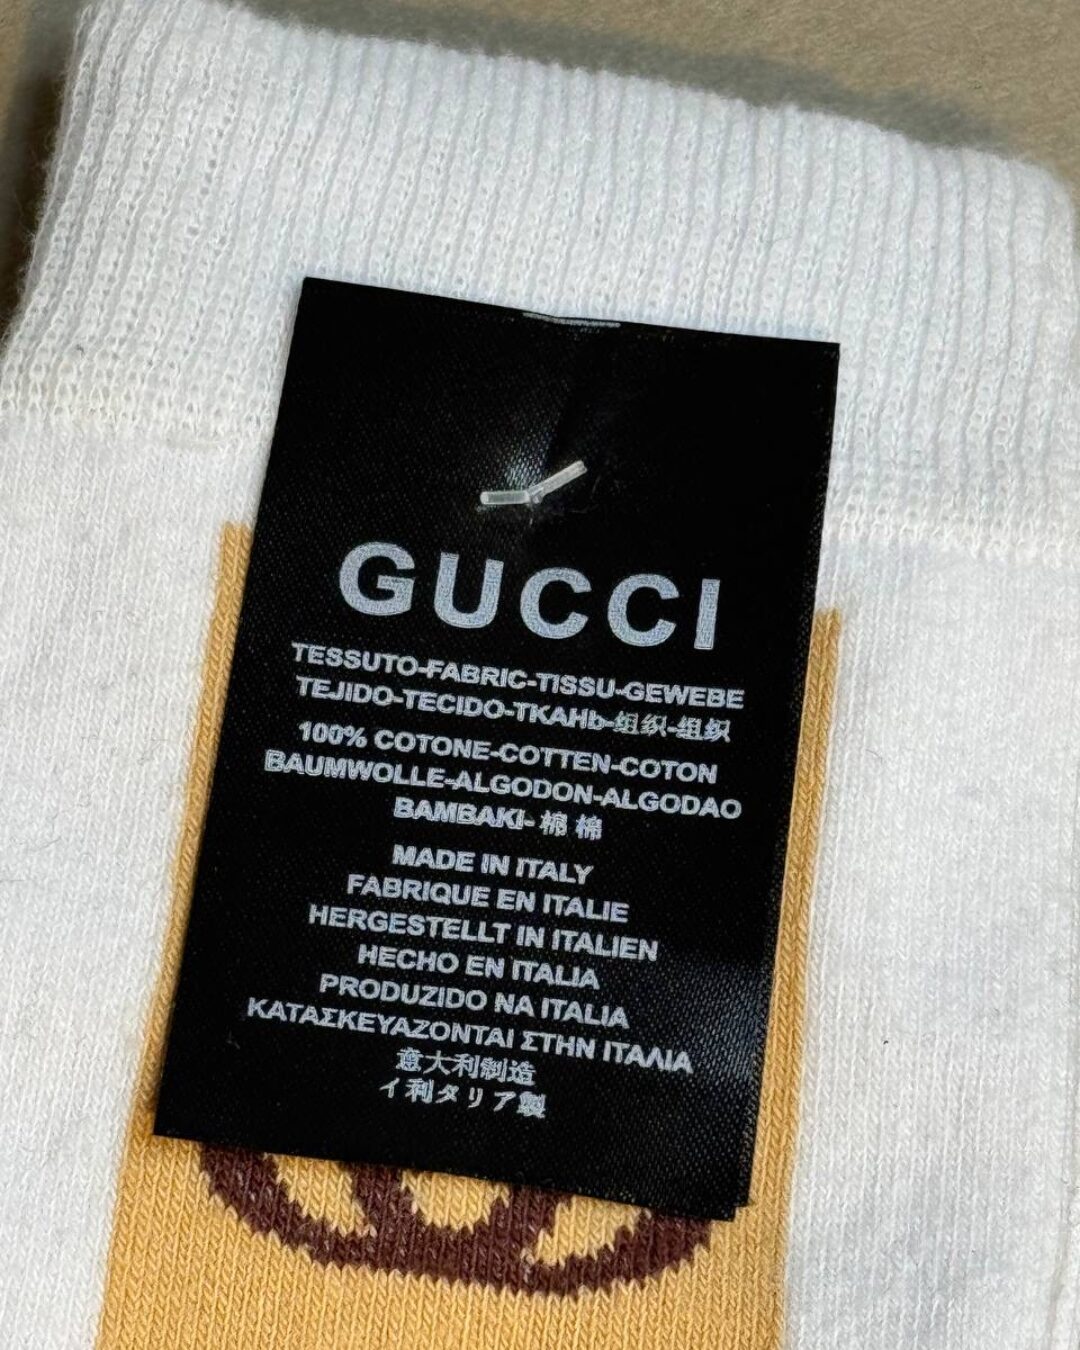 GUCCI
TESSUTO-FABRIC-TISSU-GEWEBE
TEJIDO-TECIDO-TKAHb-组织-组织
100% COTONE-COTTEN-COTON
BAUMWOLLE-ALGODON-ALGODAO
BAMBAKI-棉 棉
MADE IN ITALY
FABRIQUE EN ITALIE
HERGESTELLT IN ITALIEN
HECHO EN ITALIA
PRODUZIDO NA ITALIA
ΚΑΤΑΣΚΕΥΑΖΟΝΤΑΙ ΣΤΗΝ ΙΤΑΛΙΑ
意大利制造
イ利タリア製